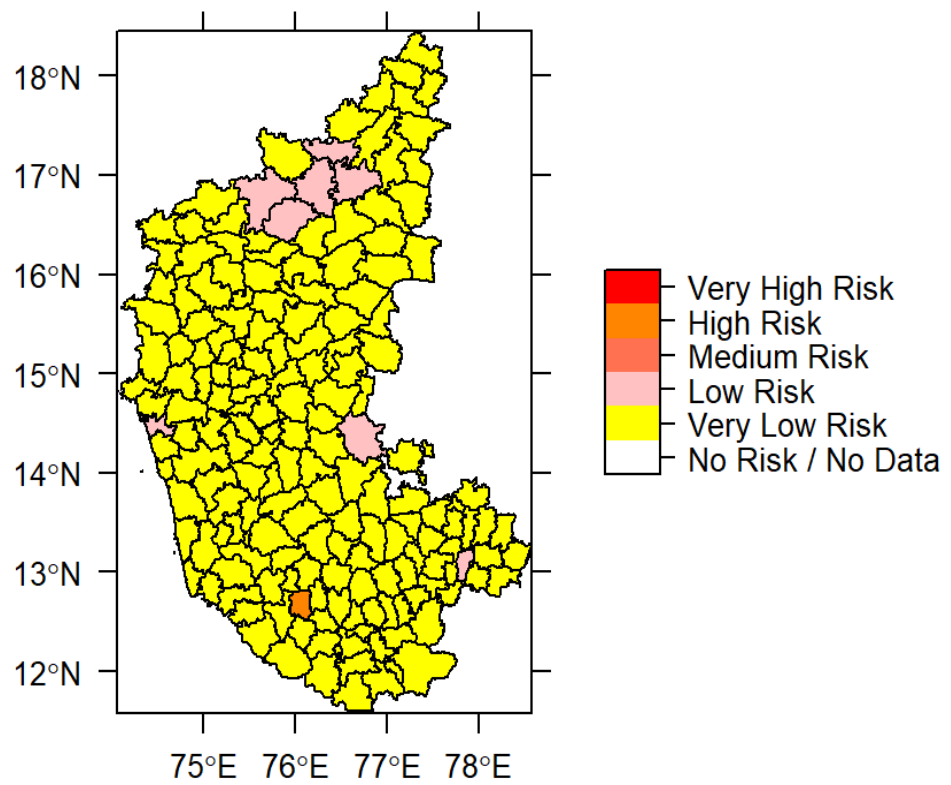 18°N
17°N
16°N
15°N
14°N
13°N
12°N
75°E 76°E 77°E 78°E
Very High Risk
High Risk
Medium Risk
Low Risk
Very Low Risk
No Risk / No Data